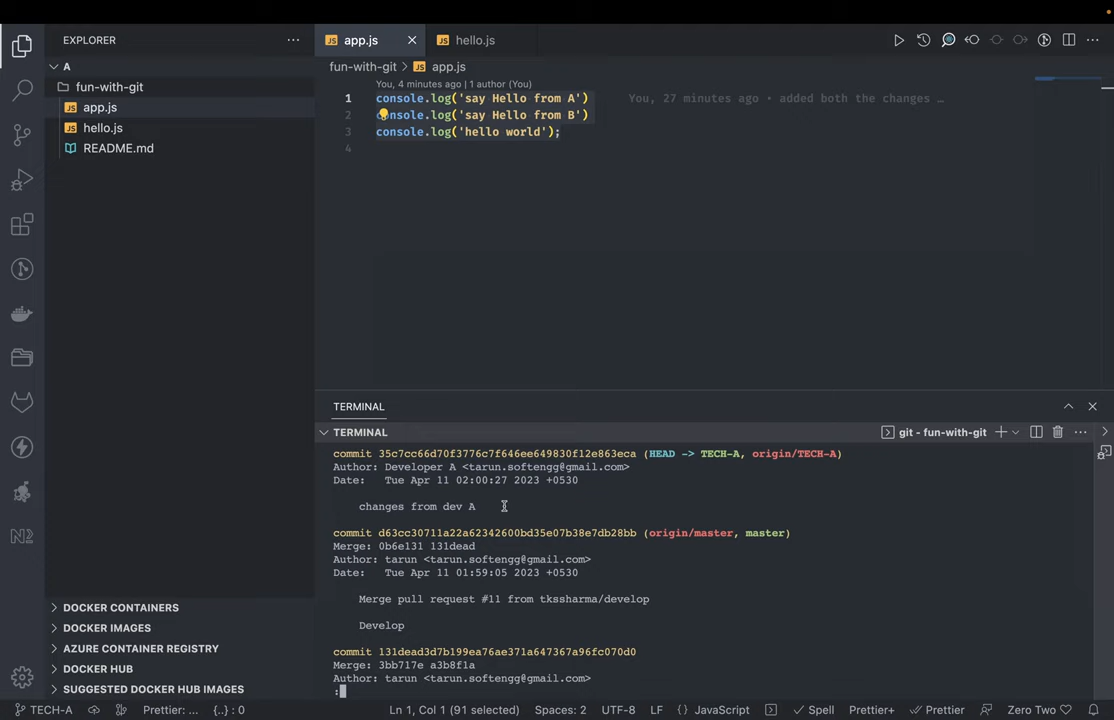 EXPLORER
A
fun-with-git
JS app.js
JS hello.js
README.md
DOCKER CONTAINERS
DOCKER IMAGES
AZURE CONTAINER REGISTRY
DOCKER HUB
SUGGESTED DOCKER HUB IMAGES
JS app.js
JS hello.js
fun-with-git > JS app.js
You, 4 minutes ago | 1 author (You)
1 console.log('say Hello from A') You, 27 minutes ago • added both the changes …
2 console.log('say Hello from B')
3 console.log('hello world');
4
TERMINAL
TERMINAL
git - fun-with-git
commit 35c7cc66d70f3776c7f646ee649830f12e863eca (HEAD -> TECH-A, origin/TECH-A)
Author: Developer A <tarun.softengg@gmail.com>
Date: Tue Apr 11 02:00:27 2023 +0530
changes from dev A
commit d63cc30711a22a62342600bd35e07b38e7db28bb (origin/master, master)
Merge: 0b6e131 131dead
Author: tarun <tarun.softengg@gmail.com>
Date: Tue Apr 11 01:59:05 2023 +0530
Merge pull request #11 from tkssharma/develop
Develop
commit 131dead3d7b199ea76ae371a647367a96fc070d0
Merge: 3bb717e a3b8f1a
Author: tarun <tarun.softengg@gmail.com>
:
TECH-A Prettier: ... {..} : 0 Ln 1, Col 1 (91 selected) Spaces: 2 UTF-8 LF {} JavaScript Spell Prettier+ Prettier Zero Two